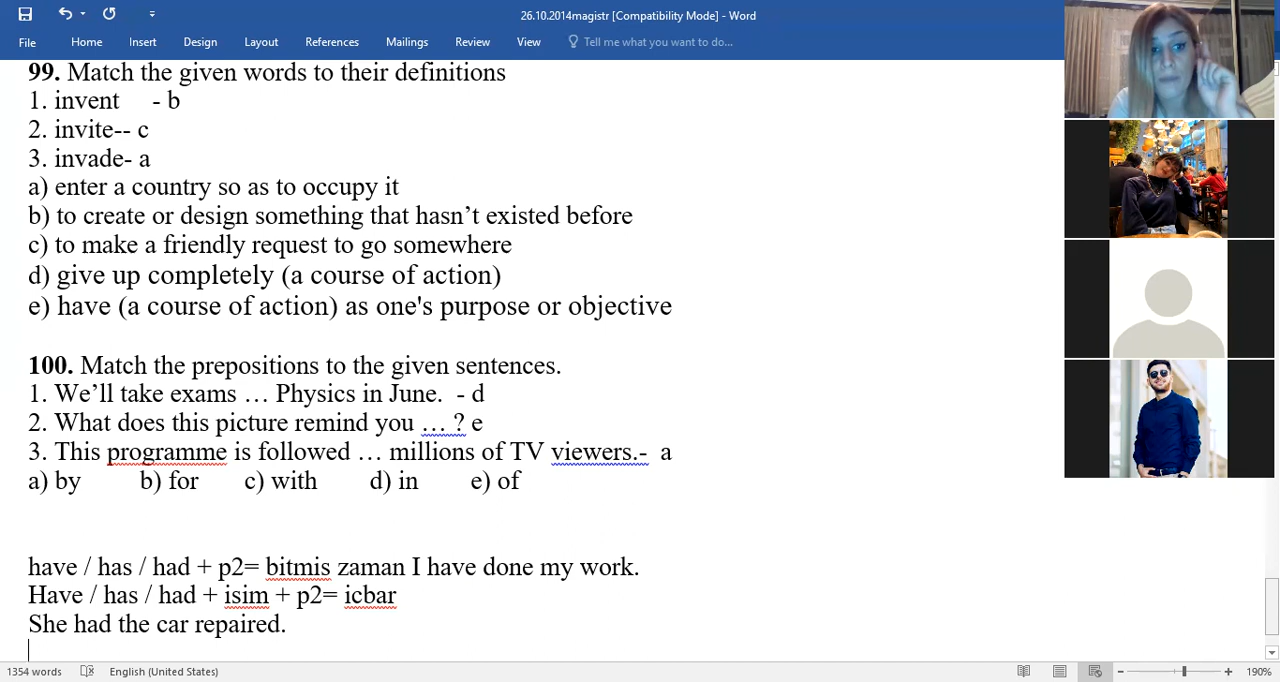 26.10.2014magistr [Compatibility Mode] - Word
File Home Insert Design Layout References Mailings Review View Tell me what you want to do...
99. Match the given words to their definitions
1. invent - b
2. invite-- c
3. invade- a
a) enter a country so as to occupy it
b) to create or design something that hasn’t existed before
c) to make a friendly request to go somewhere
d) give up completely (a course of action)
e) have (a course of action) as one's purpose or objective
100. Match the prepositions to the given sentences.
1. We’ll take exams … Physics in June. - d
2. What does this picture remind you … ? e
3. This programme is followed … millions of TV viewers.- a
a) by b) for c) with d) in e) of
have / has / had + p2= bitmis zaman I have done my work.
Have / has / had + isim + p2= icbar
She had the car repaired.
1354 words English (United States) 190%